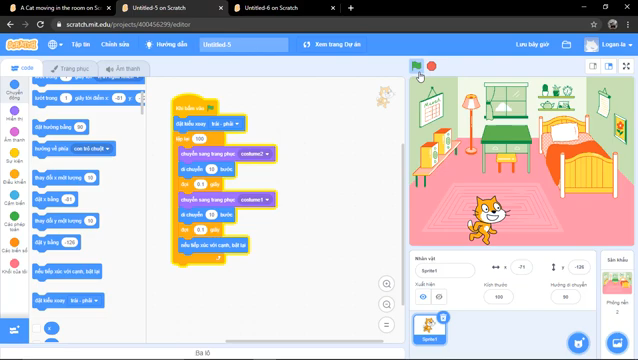 A Cat moving in the room on S
Untitled-5 on Scratch
Untitled-6 on Scratch
scratch.mit.edu/projects/400456299/editor
SCRATCH
Tập tin
Chỉnh sửa
Hướng dẫn
Untitled-5
Xem trang Dự án
Lưu bây giờ
Logan-la
code
Trang phục
Âm thanh
Chuyển động
Hiển thị
Âm thanh
Sự kiện
Điều khiển
Cảm biến
Các phép toán
Các biến số
Khối của tôi
lướt trong 1 giây tới điểm x: -51 y
đặt hướng bằng 90
hướng về phía con trỏ chuột
thay đổi x một lượng 10
thay đổi y một lượng 10
đặt y bằng -126
nếu tiếp xúc với cạnh, bật lại
đặt kiểu xoay trái - phải
x
y
Khi bấm vào
đặt kiểu xoay trái - phải
lặp lại 100
chuyển sang trang phục costume2
di chuyển 10 bước
đợi 0.1 giây
chuyển sang trang phục costume1
di chuyển 10 bước
đợi 0.1 giây
nếu tiếp xúc với cạnh, bật lại
Ba lô
Nhân vật
Sprite1
x -71
y -126
Xuất hiện
Kích thước
Hướng di chuyển
100
90
Sprite1
Sân khấu
Phông nền
2